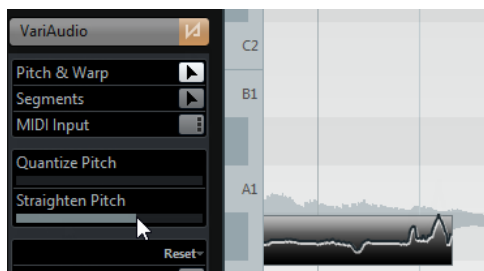 VariAudio
Pitch & Warp
Segments
MIDI Input
Quantize Pitch
Straighten Pitch
Reset
C2
B1
A1